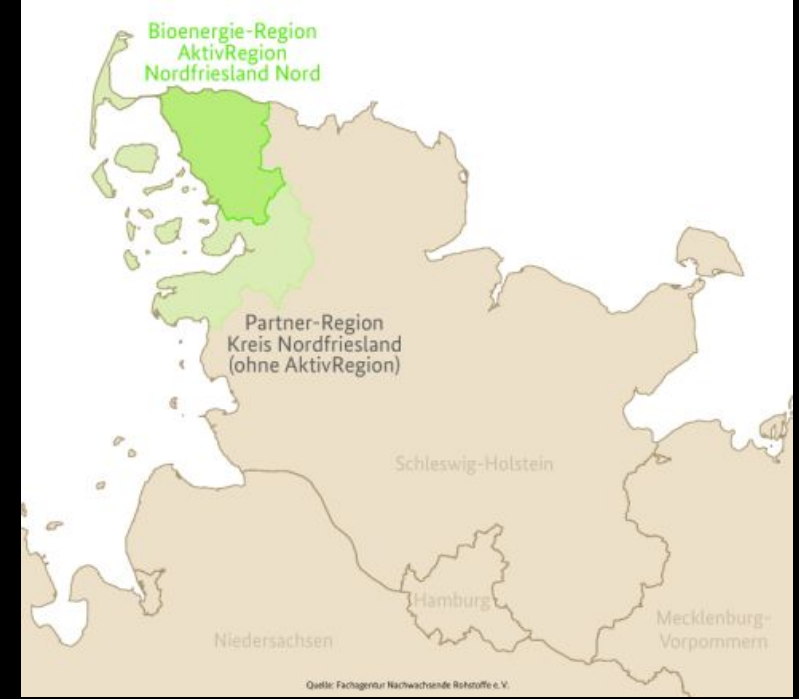 Bioenergie-Region
AktivRegion
Nordfriesland Nord
Partner-Region
Kreis Nordfriesland
(ohne AktivRegion)
Schleswig-Holstein
Hamburg
Mecklenburg-
Vorpommern
Niedersachsen
Quelle: Fachagentur Nachwachsende Rohstoffe e. V.